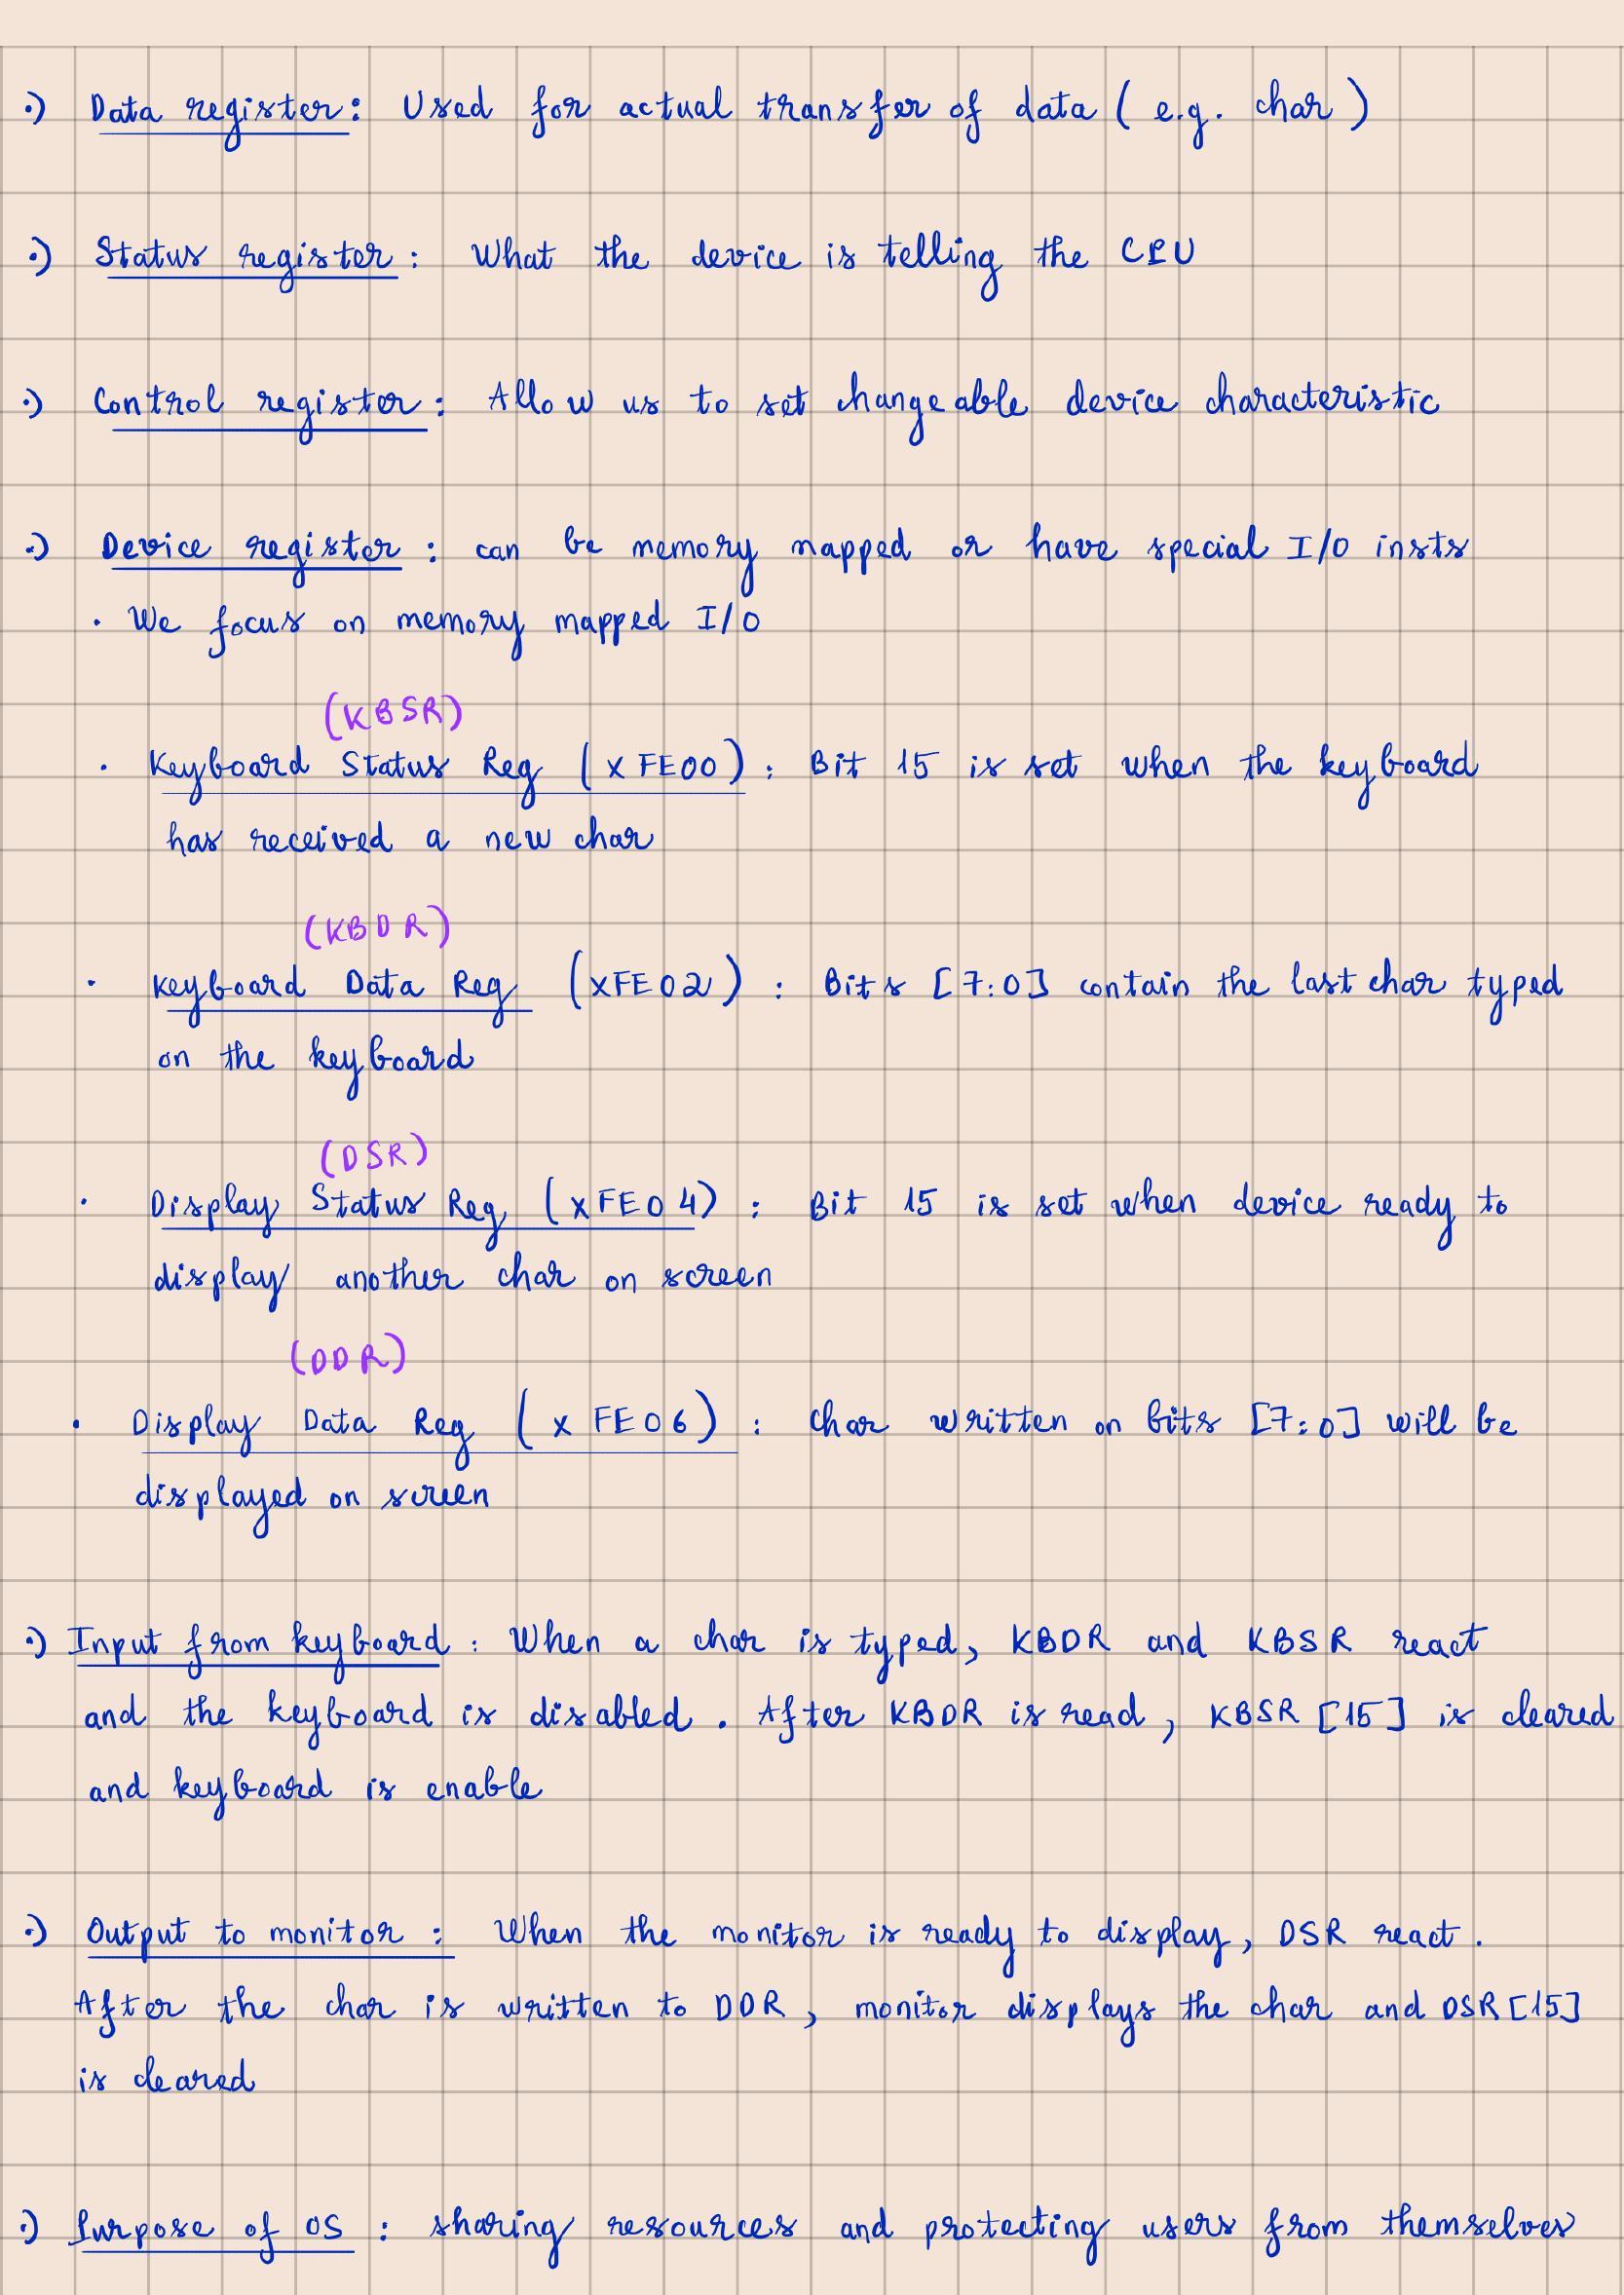 ·) Data register: Used for actual transfer of data ( e.g. char )
·) Status register : What the device is telling the CPU
·) Control register : Allow us to set changeable device characteristic
·) Device register : can be memory mapped or have special I/O insts
· We focus on memory mapped I/O
(KBSR)
· Keyboard Status Reg (xFE00) : Bit 15 is set when the keyboard
has received a new char
(KBDR)
· Keyboard Data Reg (xFE02) : Bits [7:0] contain the last char typed
on the keyboard
(DSR)
· Display Status Reg (xFE04) : Bit 15 is set when device ready to
display another char on screen
(DDR)
· Display Data Reg (xFE06) : char written on bits [7:0] will be
displayed on screen
·) Input from keyboard : When a char is typed, KBDR and KBSR react
and the keyboard is disabled . After KBDR is read, KBSR [15] is cleared
and keyboard is enable
·) Output to monitor : When the monitor is ready to display, DSR react .
After the char is written to DDR, monitor displays the char and DSR [15]
is cleared
·) Purpose of OS : sharing resources and protecting users from themselves